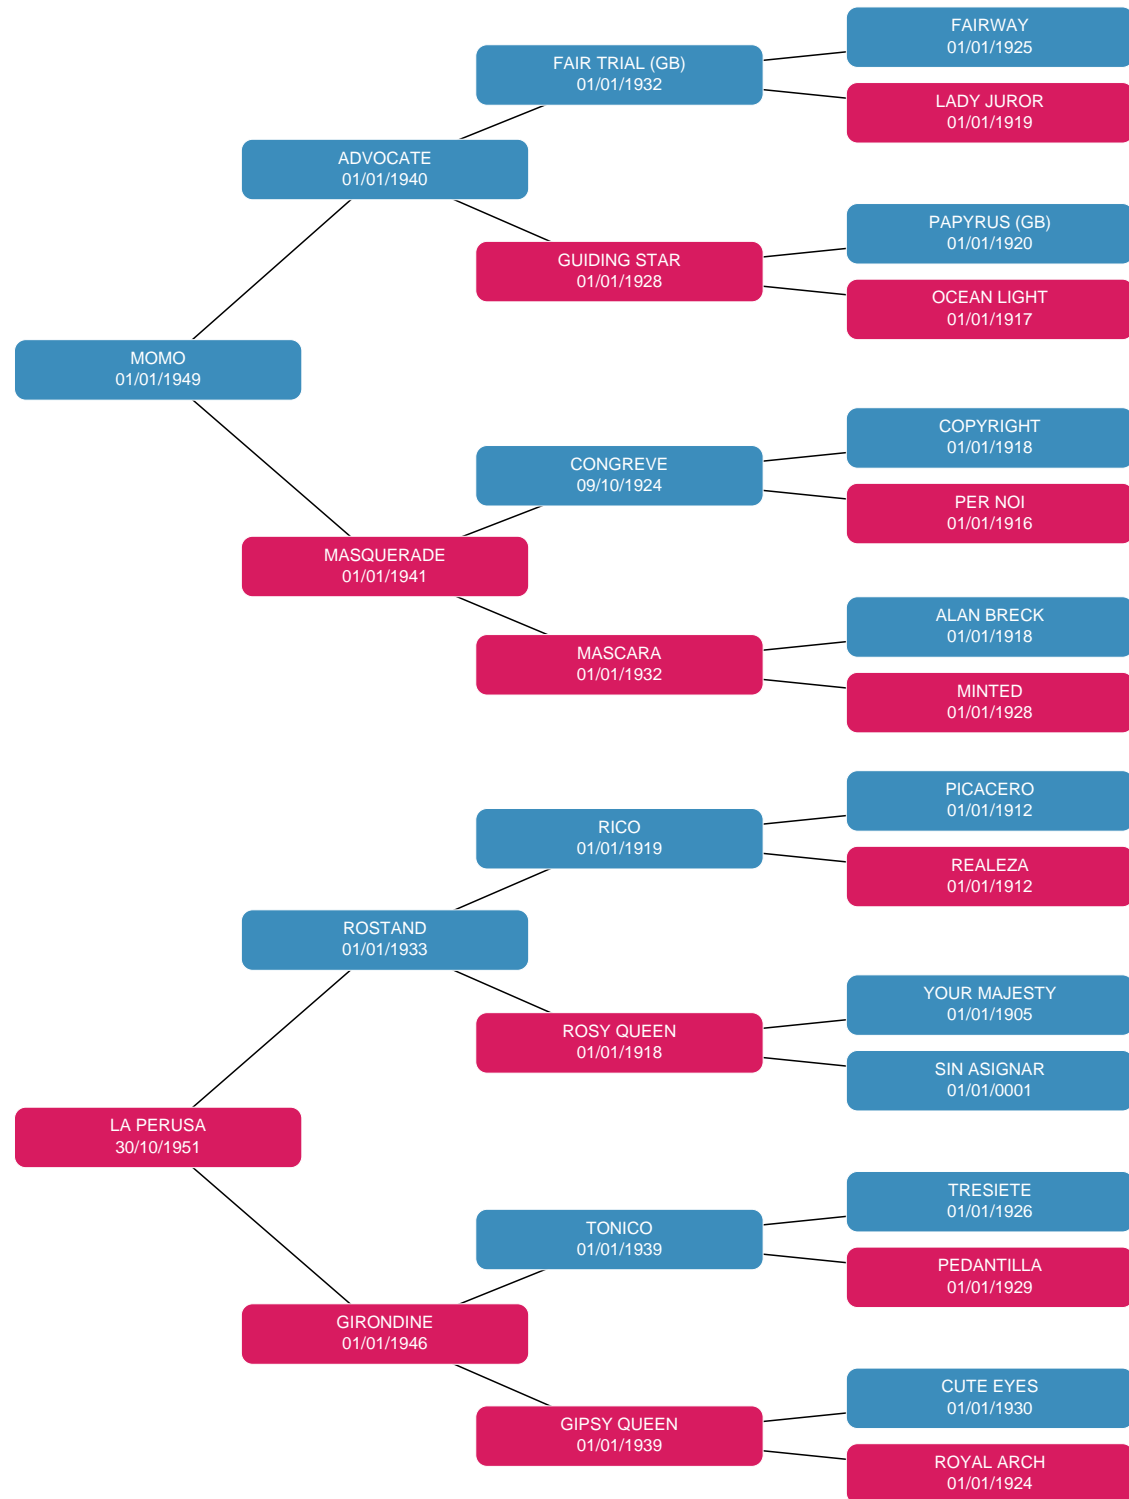 FAIRWAY
01/01/1925
FAIR TRIAL (GB)
01/01/1932
LADY JUROR
01/01/1919
ADVOCATE
01/01/1940
PAPYRUS (GB)
01/01/1920
GUIDING STAR
01/01/1928
OCEAN LIGHT
01/01/1917
MOMO
01/01/1949
COPYRIGHT
01/01/1918
CONGREVE
09/10/1924
PER NOI
01/01/1916
MASQUERADE
01/01/1941
ALAN BRECK
01/01/1918
MASCARA
01/01/1932
MINTED
01/01/1928
PICACERO
01/01/1912
RICO
01/01/1919
REALEZA
01/01/1912
ROSTAND
01/01/1933
YOUR MAJESTY
01/01/1905
ROSY QUEEN
01/01/1918
SIN ASIGNAR
01/01/0001
LA PERUSA
30/10/1951
TRESIETE
01/01/1926
TONICO
01/01/1939
PEDANTILLA
01/01/1929
GIRONDINE
01/01/1946
CUTE EYES
01/01/1930
GIPSY QUEEN
01/01/1939
ROYAL ARCH
01/01/1924